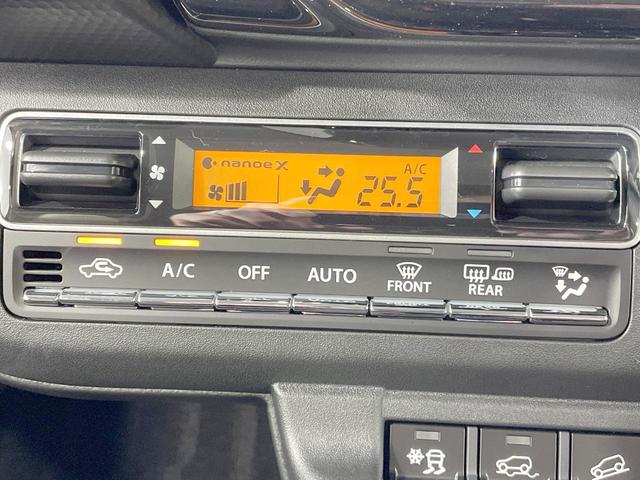 nanoe X
A/C
25.5
A/C
OFF
AUTO
FRONT
REAR